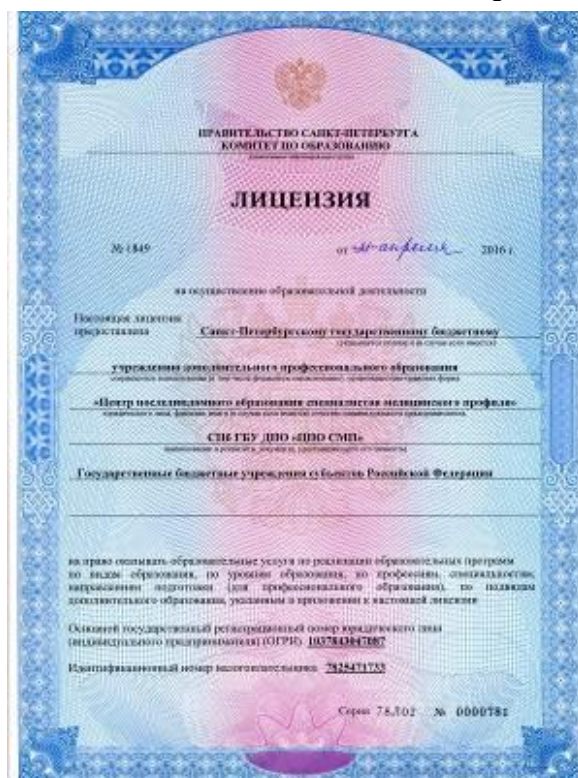 ПРАВИТЕЛЬСТВО САНКТ-ПЕТЕРБУРГА
КОМИТЕТ ПО ОБРАЗОВАНИЮ
ЛИЦЕНЗИЯ
№ 1849 от апреля 2016 г.
на осуществление образовательной деятельности
Настоящая лицензия
предоставлена Санкт-Петербургскому государственному бюджетному
учреждению дополнительного профессионального образования
«Центр последипломного образования специалистов медицинского профиля»
СПб ГБУ ДПО «ЦПО СМП»
Государственные бюджетные учреждения субъектов Российской Федерации
на право оказывать образовательные услуги по реализации образовательных программ
по видам образования, по уровням образования, по профессиям, специальностям,
направлениям подготовки (для профессионального образования), по подвидам
дополнительного образования, указанным в приложении к настоящей лицензии
Основной государственный регистрационный номер юридического лица
(индивидуального предпринимателя) (ОГРН) 1037843047087
Идентификационный номер налогоплательщика 7825471733
Серия 78Л02 № 0000781